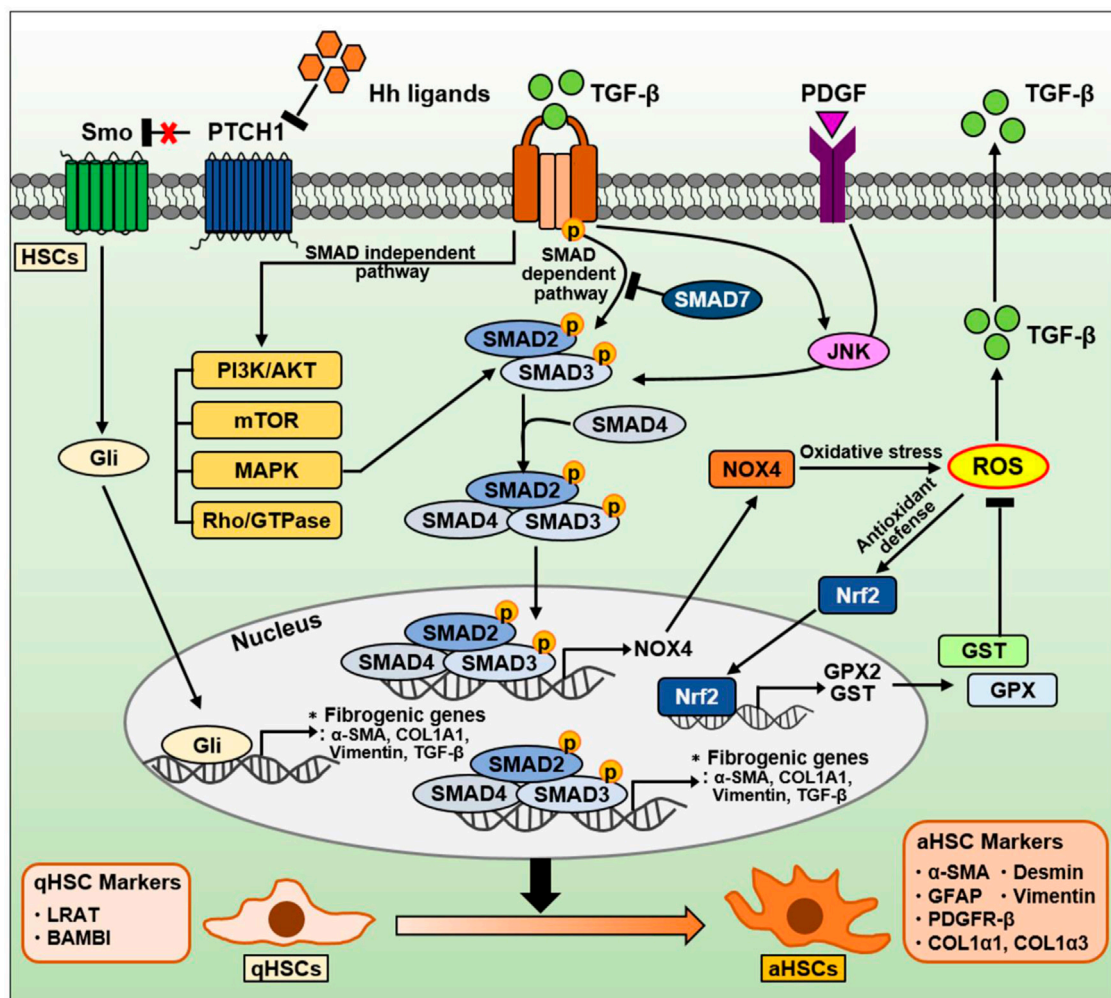 Hh ligands
TGF-β
PDGF
TGF-β
Smo
PTCH1
HSCs
SMAD independent
pathway
p
SMAD
dependent
pathway
SMAD7
TGF-β
p
SMAD2
p
SMAD3
JNK
PI3K/AKT
mTOR
MAPK
Rho/GTPase
SMAD4
Gli
NOX4
Oxidative stress
ROS
p
SMAD2
p
SMAD4
SMAD3
Antioxidant
defense
Nrf2
Nucleus
p
SMAD2
p
SMAD4
SMAD3
NOX4
GST
GPX
Nrf2
GPX2
GST
Gli
* Fibrogenic genes
: α-SMA, COL1A1,
Vimentin, TGF-β
p
SMAD2
p
SMAD4
SMAD3
* Fibrogenic genes
: α-SMA, COL1A1,
Vimentin, TGF-β
qHSC Markers
· LRAT
· BAMBI
qHSCs
aHSCs
aHSC Markers
· α-SMA · Desmin
· GFAP · Vimentin
· PDGFR-β
· COL1α1, COL1α3